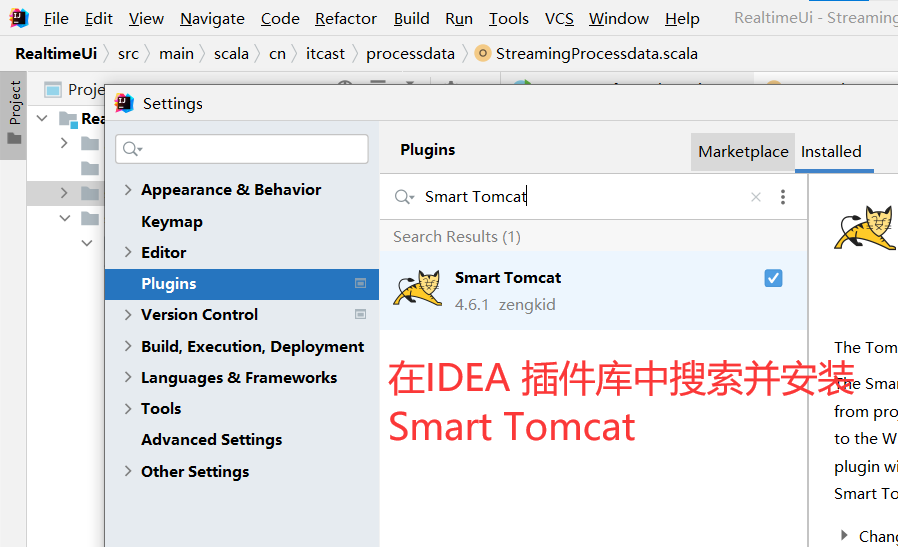 File Edit View Navigate Code Refactor Build Run Tools VCS Window Help RealtimeUi - Streaming
RealtimeUi src main scala cn itcast processdata StreamingProcessdata.scala
Project
Proje
Rea
Settings
Appearance & Behavior
Keymap
Editor
Plugins
Version Control
Build, Execution, Deployment
Languages & Frameworks
Tools
Advanced Settings
Other Settings
Plugins Marketplace Installed
Smart Tomcat
Search Results (1)
Smart Tomcat
4.6.1 zengkid
在IDEA 插件库中搜索并安装
Smart Tomcat
The Tom
The Smar
from proj
to the W
plugin wi
Smart To
Chang